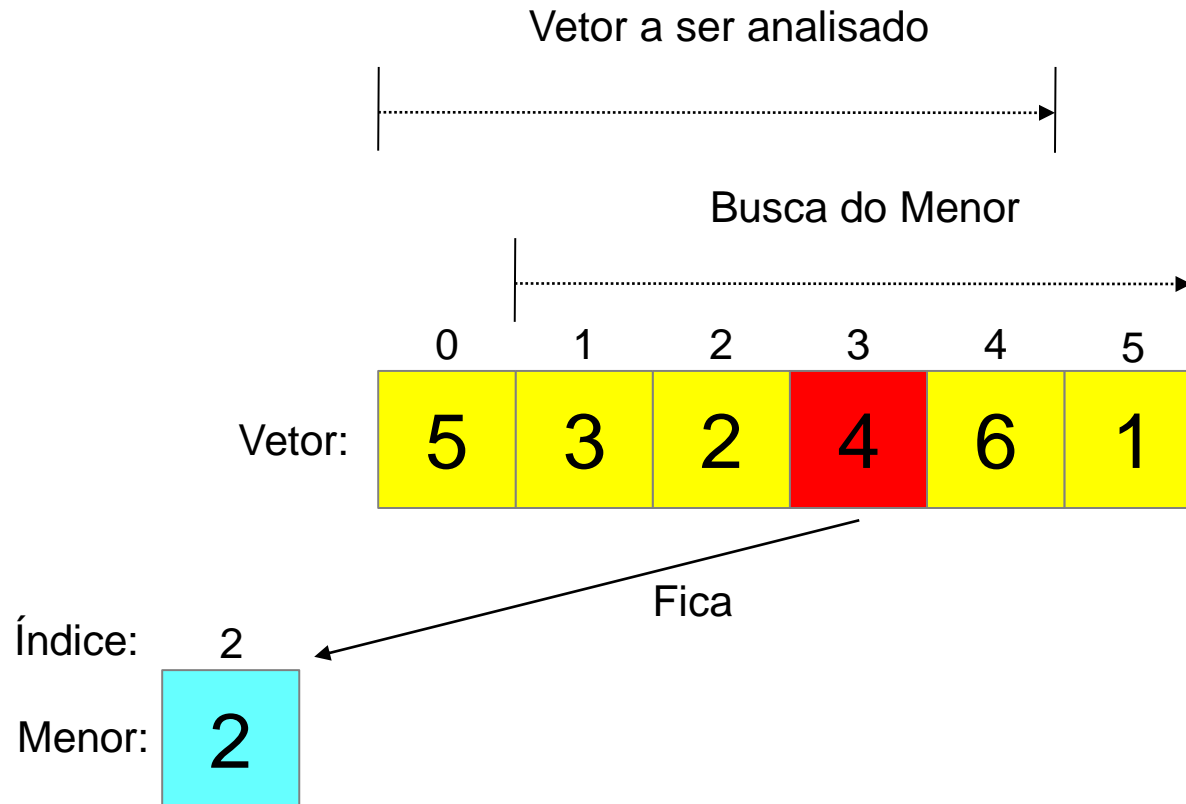 Vetor a ser analisado
Busca do Menor
0 1 2 3 4 5
Vetor: 5 3 2 4 6 1
Fica
Índice: 2
Menor: 2